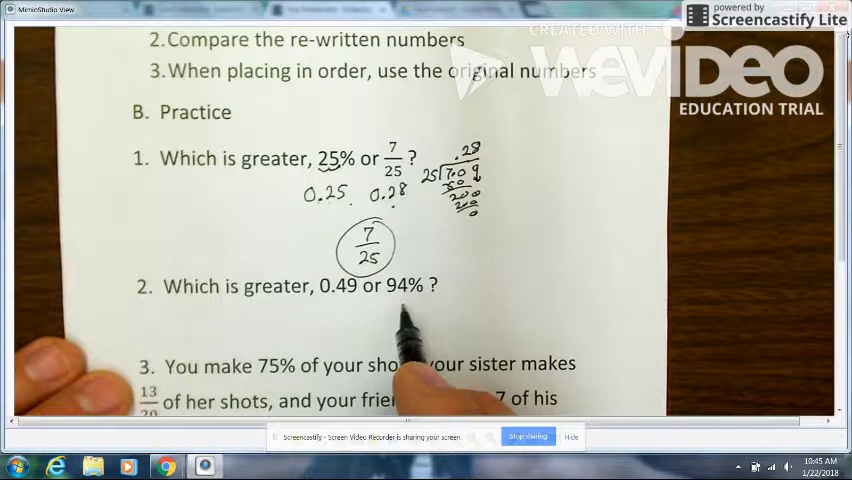 MimioStudio View
powered by
Screencastify Lite
CREATED WITH
WeVideo
EDUCATION TRIAL
2. Compare the re-written numbers
3. When placing in order, use the original numbers
B. Practice
1. Which is greater, 25% or 7/25 ?
0.25 0.28
.28
25 7.00
50
200
200
0
7/25
2. Which is greater, 0.49 or 94% ?
3. You make 75% of your your sister makes
13/20 of her shots, and your 7 of his
Screencastify - Screen Video Recorder is sharing your screen.
Stop sharing
Hide
10:45 AM
1/22/2018